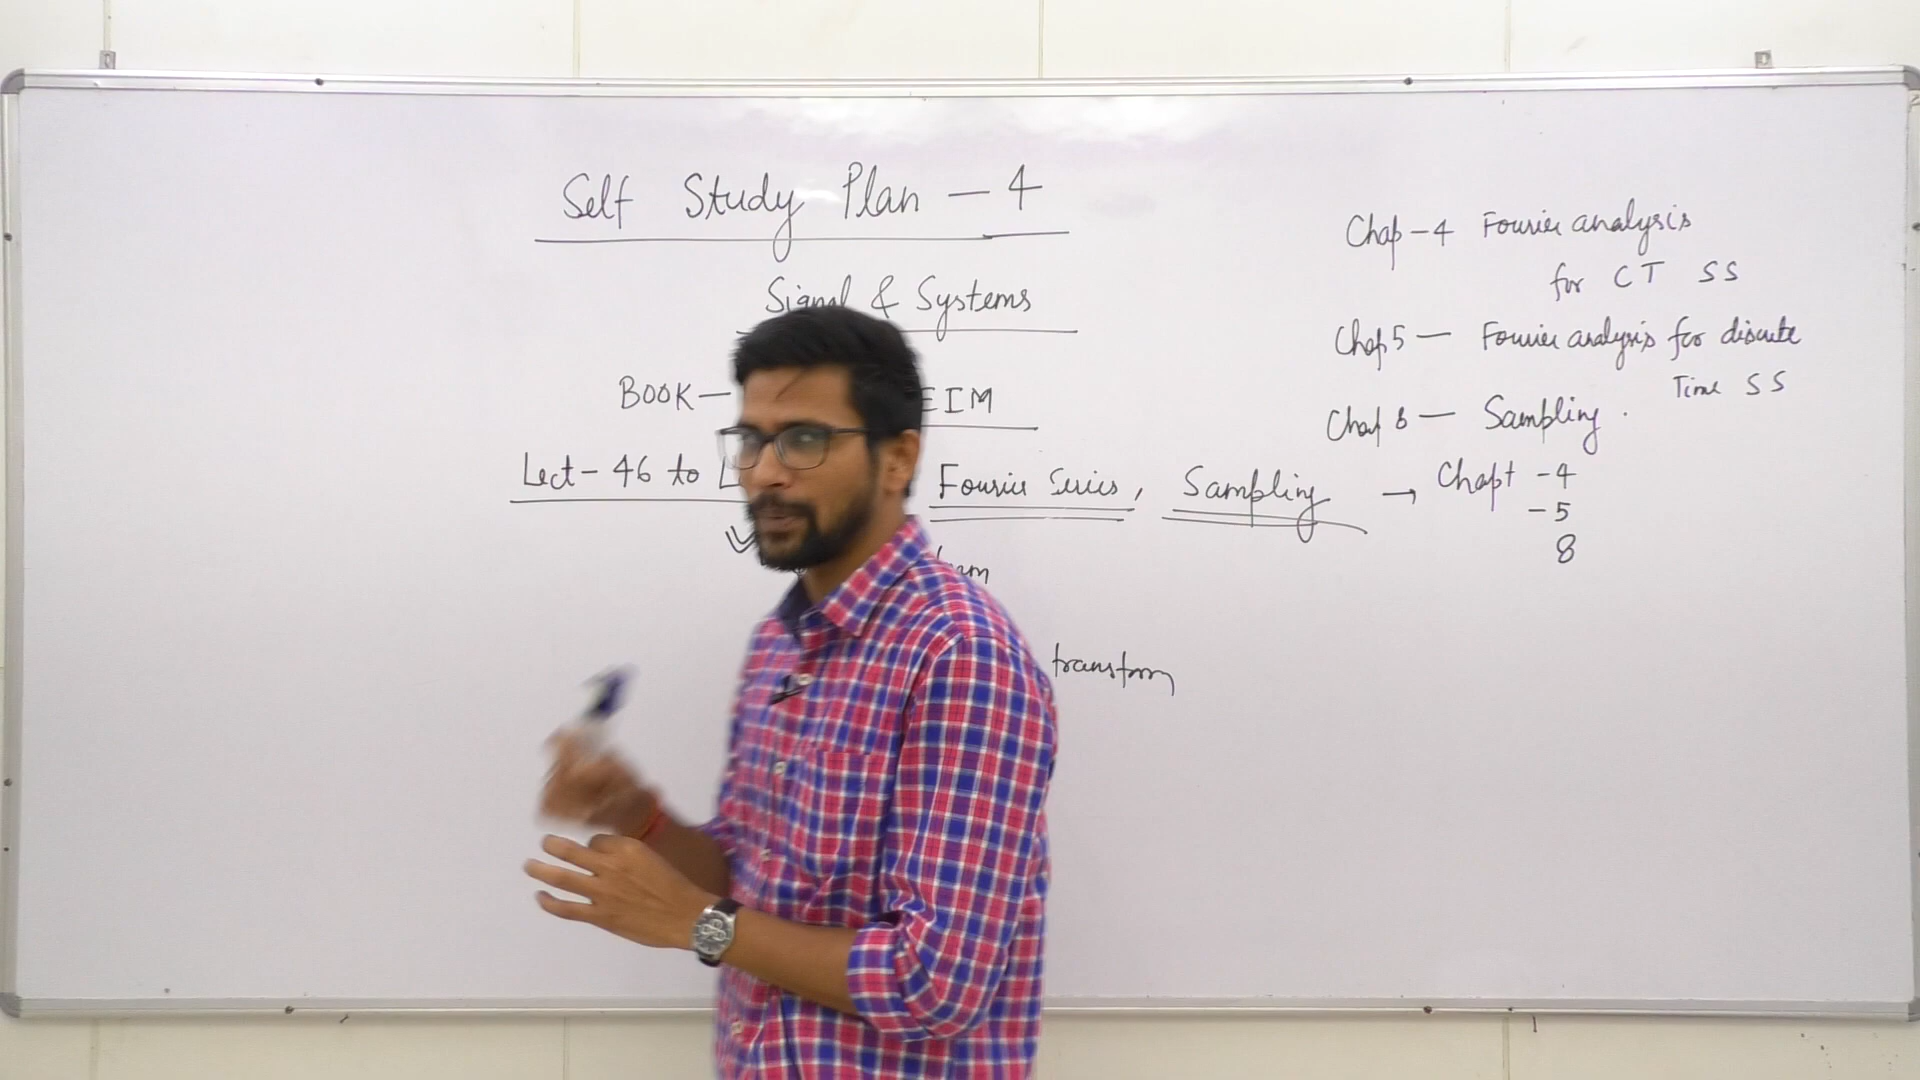 Self Study Plan - 4
Signal & Systems
BOOK - EIM
Lect - 46 to L Fourier Series, Sampling → Chapt - 4
- 5
8
transform
Chap - 4 Fourier analysis
for CT SS
Chap 5 - Fourier analysis for discrete
Time SS
Chap 8 - Sampling .